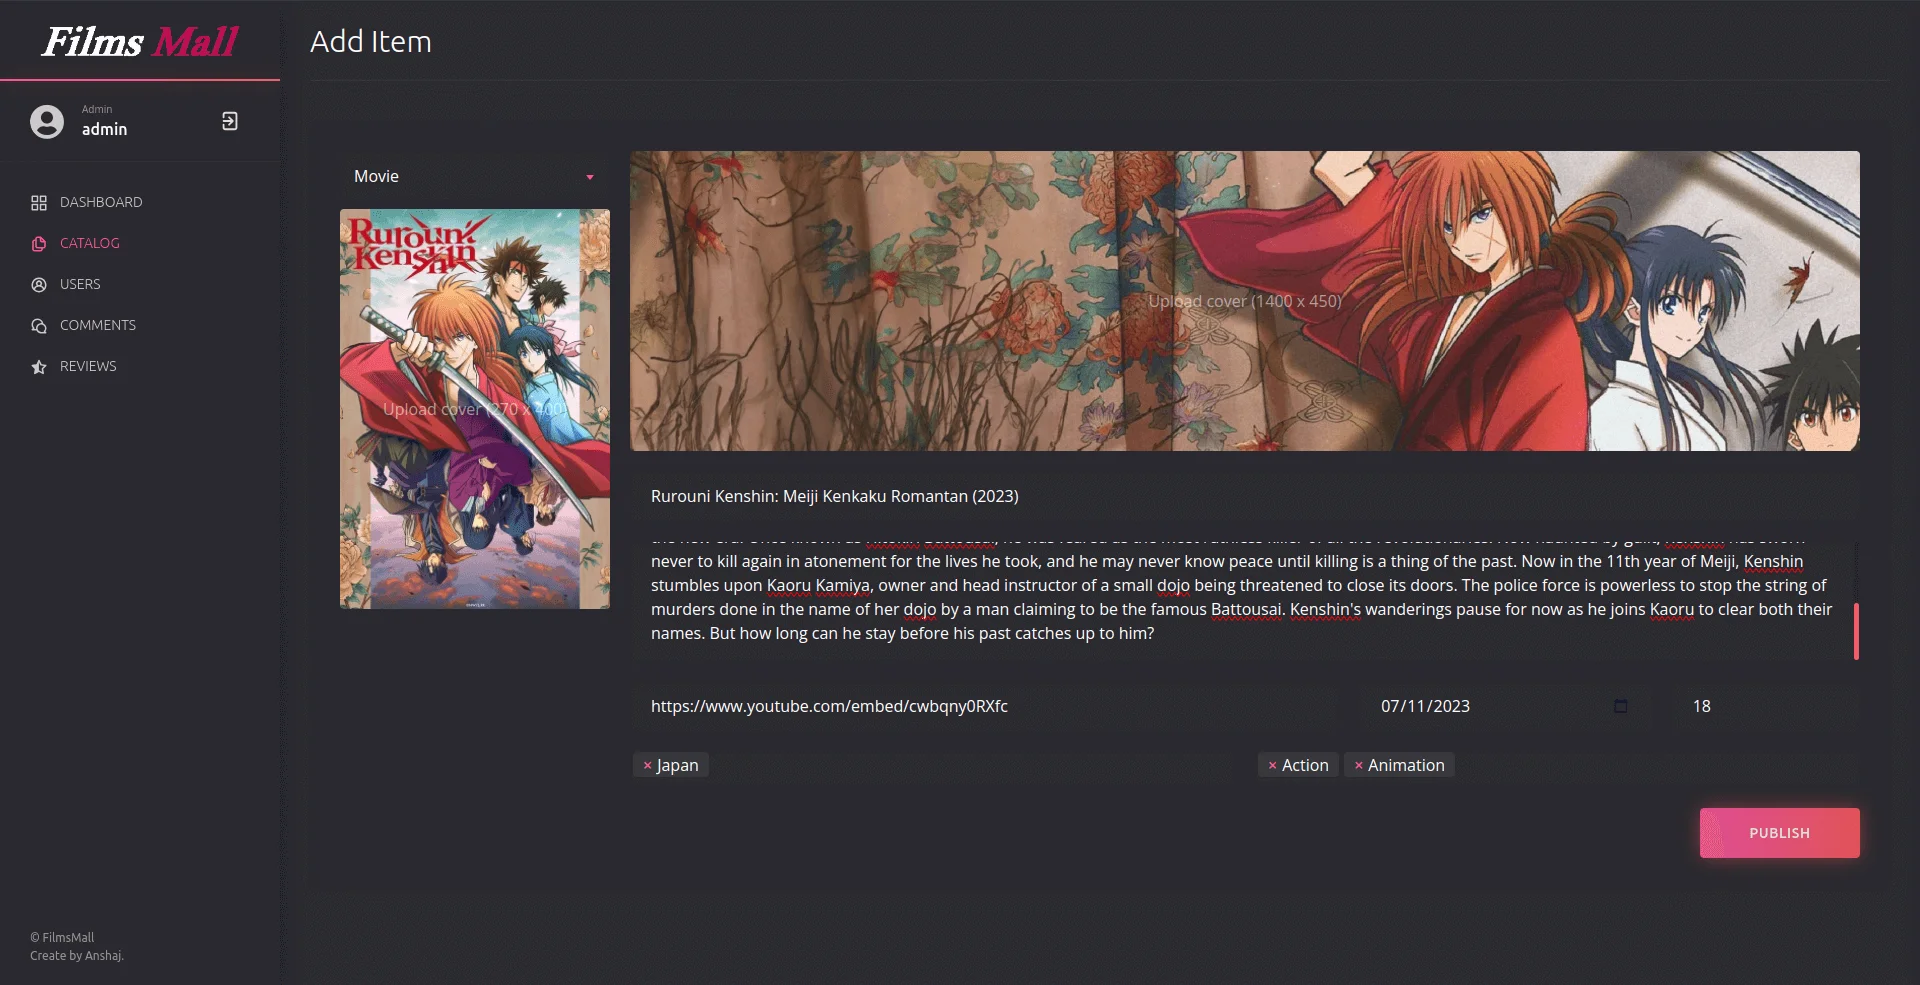 Films Mall
Add Item
Admin
admin
DASHBOARD
CATALOG
USERS
COMMENTS
REVIEWS
Movie
Rurouni
Kenshin
Upload cover (270 x 400)
Upload cover (1400 x 450)
Rurouni Kenshin: Meiji Kenkaku Romantan (2023)
never to kill again in atonement for the lives he took, and he may never know peace until killing is a thing of the past. Now in the 11th year of Meiji, Kenshin
stumbles upon Kaoru Kamiya, owner and head instructor of a small dojo being threatened to close its doors. The police force is powerless to stop the string of
murders done in the name of her dojo by a man claiming to be the famous Battousai. Kenshin's wanderings pause for now as he joins Kaoru to clear both their
names. But how long can he stay before his past catches up to him?
https://www.youtube.com/embed/cwbqny0RXfc
07/11/2023
18
× Japan
× Action × Animation
PUBLISH
© FilmsMall
Create by Anshaj.